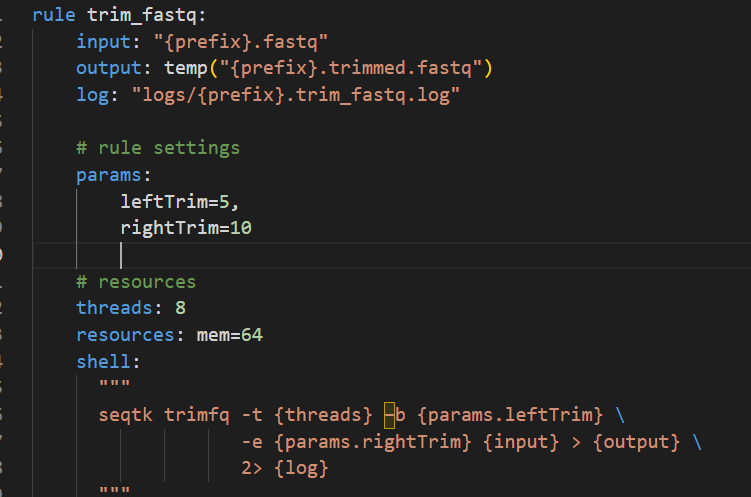 rule trim_fastq:
    input: "{prefix}.fastq"
    output: temp("{prefix}.trimmed.fastq")
    log: "logs/{prefix}.trim_fastq.log"

    # rule settings
    params:
        leftTrim=5,
        rightTrim=10

    # resources
    threads: 8
    resources: mem=64
    shell:
      """
      seqtk trimfq -t {threads} –b {params.leftTrim} \
                   -e {params.rightTrim} {input} > {output} \
                   2> {log}
      """